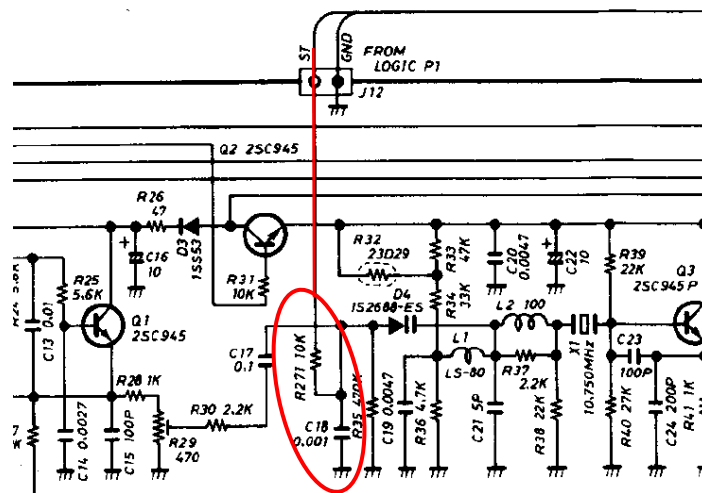 ST
GND
FROM
LOGIC P1
J12
Q2 2SC945
R26
47
D3
1SS53
+
C16
10
R31
10K
R32
23D29
R33
47K
R34
33K
C20
0.0047
+
C22
10
R39
22K
Q3
2SC945 P
R24 5.6K
C13 0.01
R25
5.6K
Q1
2SC945
D4
1S2688-ES
L2 100
L1
LS-80
X1
10.750MHz
C23
100P
C17
0.1
R271 10K
R28 1K
R30 2.2K
R29
470
C14 0.0027
C15 100P
C18
0.001
R35 470K
C19 0.0047
R36 4.7K
C21 5P
R37
2.2K
R38 22K
R40 27K
C24 200P
R41 1K